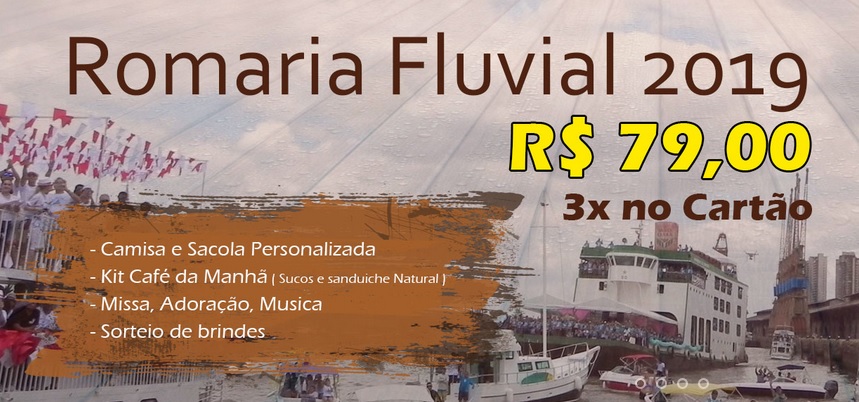 Romaria Fluvial 2019
R$ 79,00
3x no Cartão
- Camisa e Sacola Personalizada
- Kit Café da Manhã ( Sucos e sanduiche Natural )
- Missa, Adoração, Musica
- Sorteio de brindes